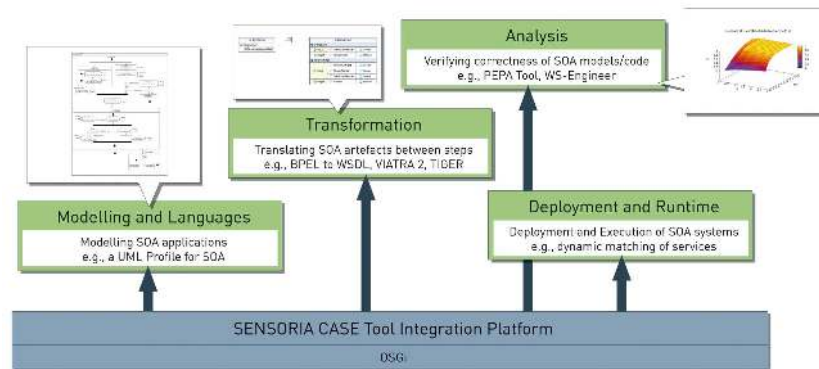 Analysis
Verifying correctness of SOA models/code
e.g., PEPA Tool, WS-Engineer
Transformation
Translating SOA artefacts between steps
e.g., BPEL to WSDL, VIATRA 2, TIGER
Modelling and Languages
Modelling SOA applications
e.g., a UML Profile for SOA
Deployment and Runtime
Deployment and Execution of SOA systems
e.g., dynamic matching of services
SENSORIA CASE Tool Integration Platform
OSGi